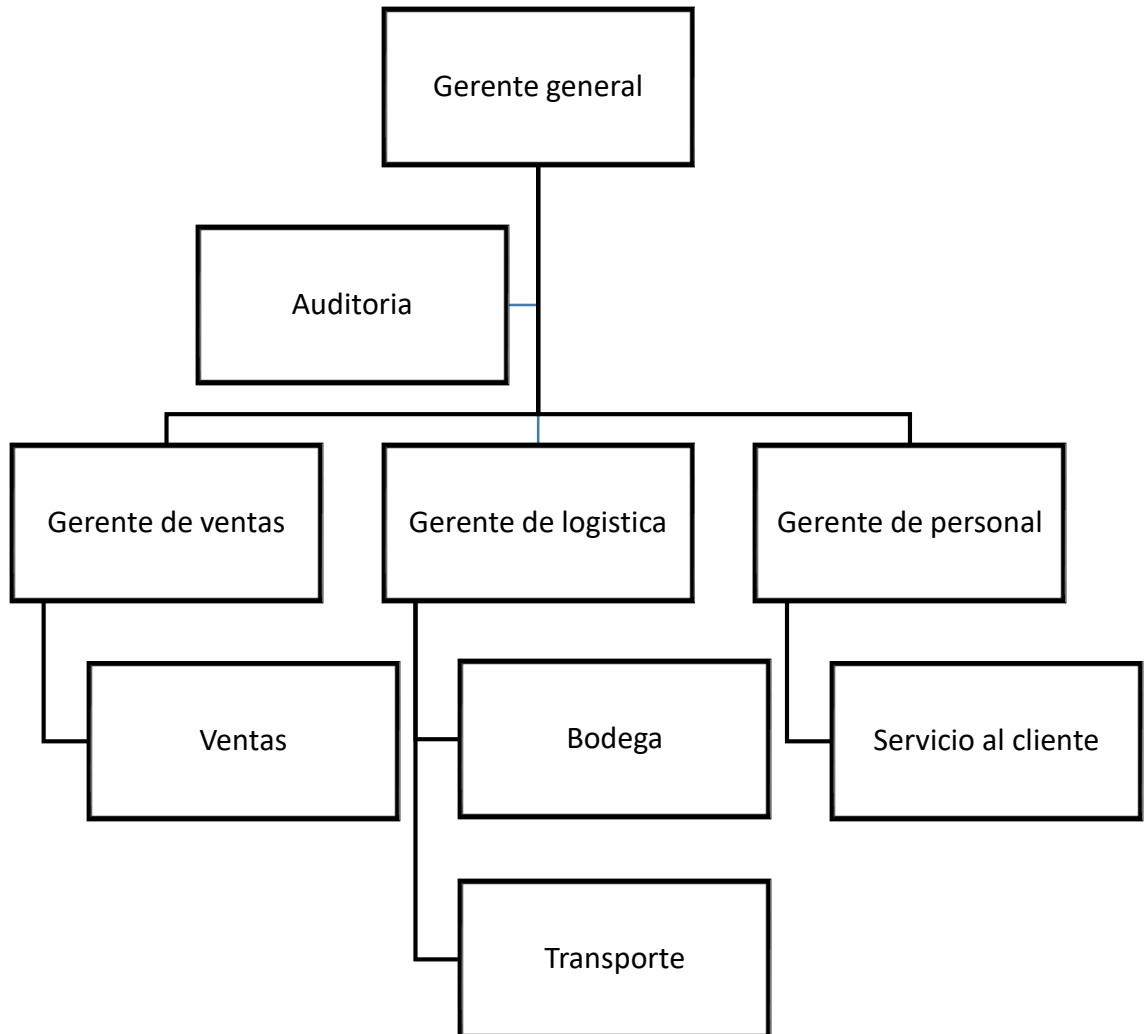 Gerente general
Auditoria
Gerente de ventas
Gerente de logistica
Gerente de personal
Ventas
Bodega
Servicio al cliente
Transporte